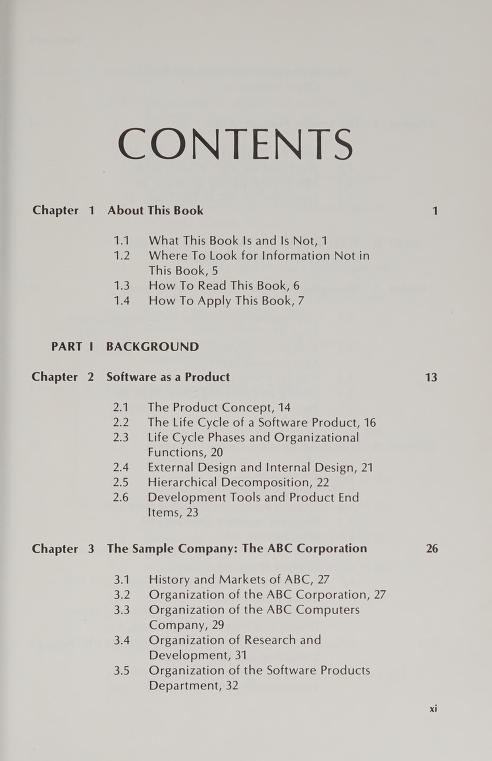 CONTENTS
Chapter 1 About This Book 1
1.1 What This Book Is and Is Not, 1
1.2 Where To Look for Information Not in
This Book, 5
1.3 How To Read This Book, 6
1.4 How To Apply This Book, 7
PART I BACKGROUND
Chapter 2 Software as a Product 13
2.1 The Product Concept, 14
2.2 The Life Cycle of a Software Product, 16
2.3 Life Cycle Phases and Organizational
Functions, 20
2.4 External Design and Internal Design, 21
2.5 Hierarchical Decomposition, 22
2.6 Development Tools and Product End
Items, 23
Chapter 3 The Sample Company: The ABC Corporation 26
3.1 History and Markets of ABC, 27
3.2 Organization of the ABC Corporation, 27
3.3 Organization of the ABC Computers
Company, 29
3.4 Organization of Research and
Development, 31
3.5 Organization of the Software Products
Department, 32
xi